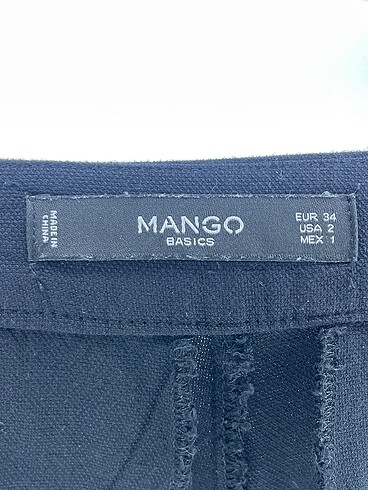 MADE IN
CHINA
MANGO
BASICS
EUR 34
USA 2
MEX 1